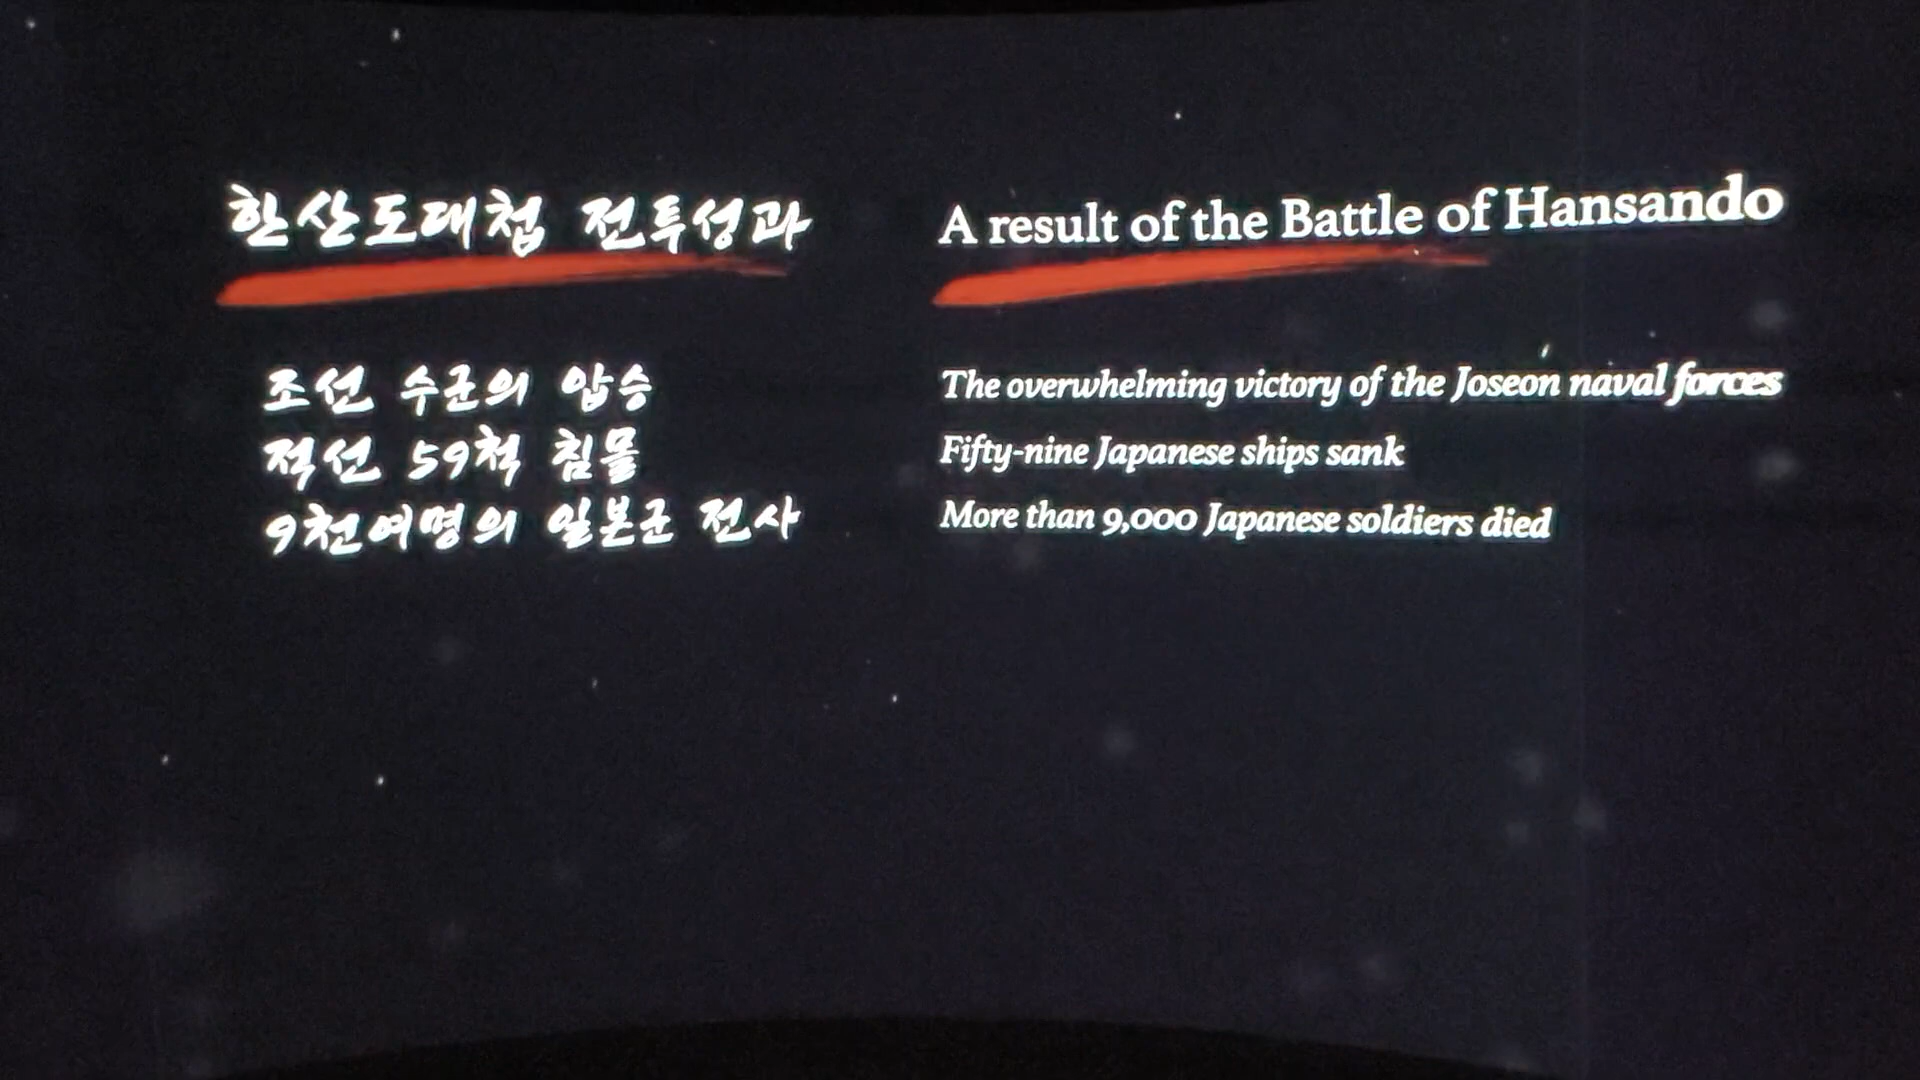 한산도대첩 전투성과
조선 수군의 압승
적선 59척 침몰
9천여명의 일본군 전사
A result of the Battle of Hansando
The overwhelming victory of the Joseon naval forces
Fifty-nine Japanese ships sank
More than 9,000 Japanese soldiers died